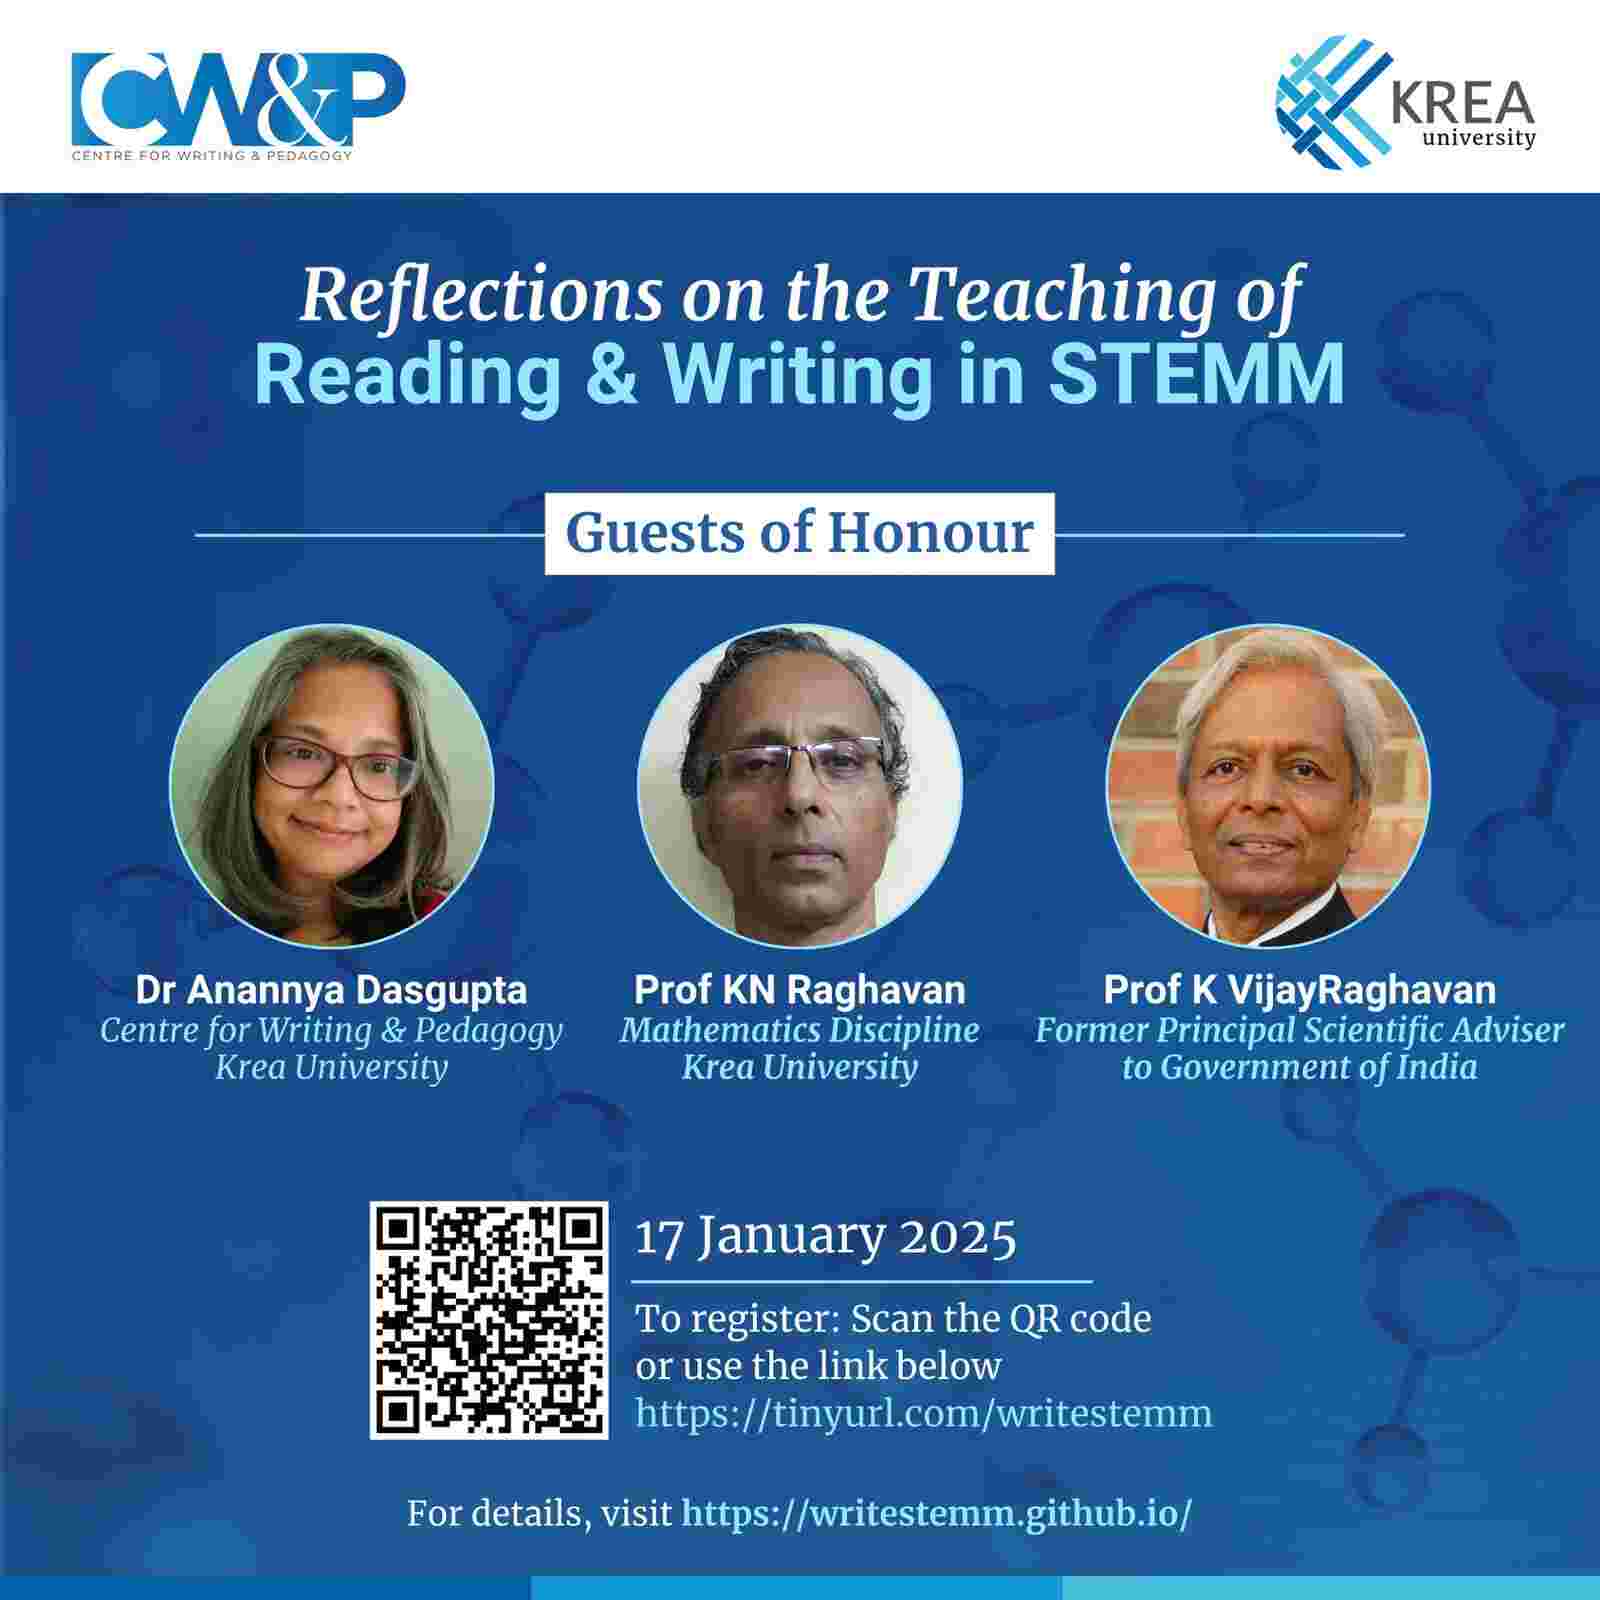 CW&P
CENTRE FOR WRITING & PEDAGOGY
KREA
university
Reflections on the Teaching of
Reading & Writing in STEMM
Guests of Honour
Dr Anannya Dasgupta
Centre for Writing & Pedagogy
Krea University
Prof KN Raghavan
Mathematics Discipline
Krea University
Prof K VijayRaghavan
Former Principal Scientific Adviser
to Government of India
17 January 2025
To register: Scan the QR code
or use the link below
https://tinyurl.com/writestemm
For details, visit https://writestemm.github.io/